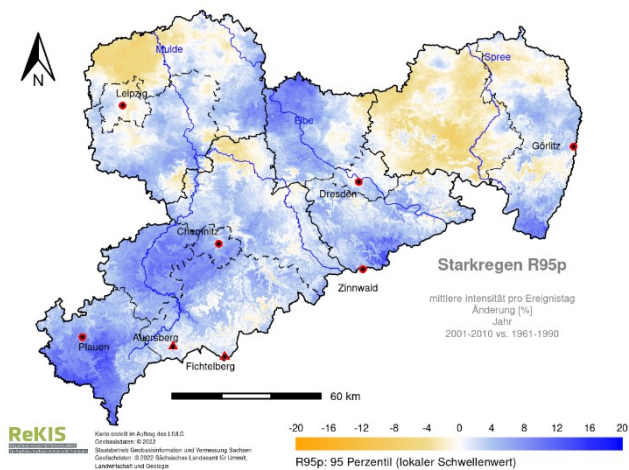 Mulde
Spree
Leipzig
Elbe
Görlitz
Dresden
Chemnitz
Zinnwald
Starkregen R95p
mittlere Intensität pro Ereignistag
Änderung [%]
Jahr
2001-2010 vs. 1961-1990
Plauen
Auersberg
Fichtelberg
60 km
N
ReKIS
Karte erstellt im Auftrag des LfULG
Geobasisdaten: © 2022
Staatsbetrieb Geobasisinformation und Vermessung Sachsen
Geofachdaten: © 2022 Sächsisches Landesamt für Umwelt,
Landwirtschaft und Geologie
-20 -16 -12 -8 -4 0 4 8 12 16 20
R95p: 95 Perzentil (lokaler Schwellenwert)